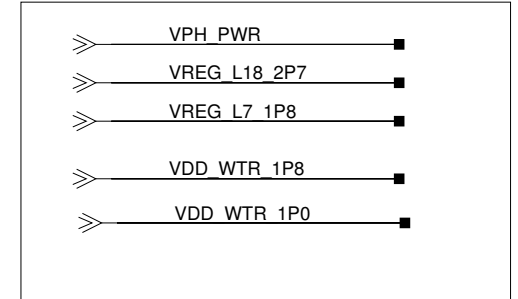 VPH_PWR
VREG_L18_2P7
VREG_L7_1P8
VDD_WTR_1P8
VDD_WTR_1P0